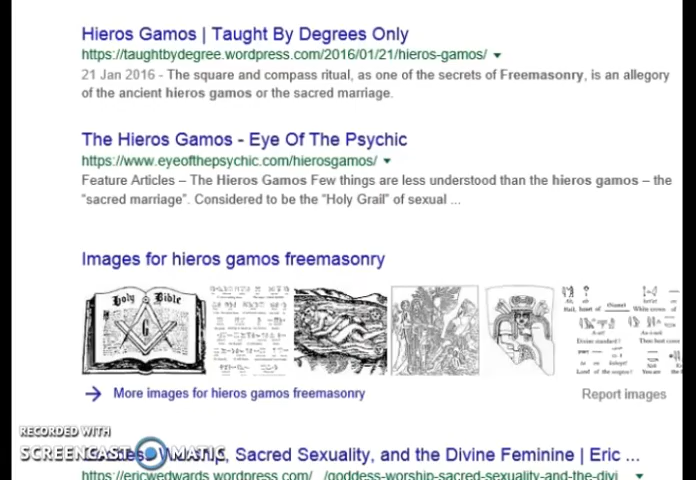 Hieros Gamos | Taught By Degrees Only
https://taughtbydegree.wordpress.com/2016/01/21/hieros-gamos/
21 Jan 2016 - The square and compass ritual, as one of the secrets of Freemasonry, is an allegory
of the ancient hieros gamos or the sacred marriage.
The Hieros Gamos - Eye Of The Psychic
https://www.eyeofthepsychic.com/hierosgamos/
Feature Articles – The Hieros Gamos Few things are less understood than the hieros gamos – the
"sacred marriage". Considered to be the "Holy Grail" of sexual ...
Images for hieros gamos freemasonry
Holy Bible
G
More images for hieros gamos freemasonry
Report images
RECORDED WITH
SCREENCAST MATIC
Worship, Sacred Sexuality, and the Divine Feminine | Eric ...
https://ericwedwards.wordpress.com/.../goddess-worship-sacred-sexuality-and-the-divi...